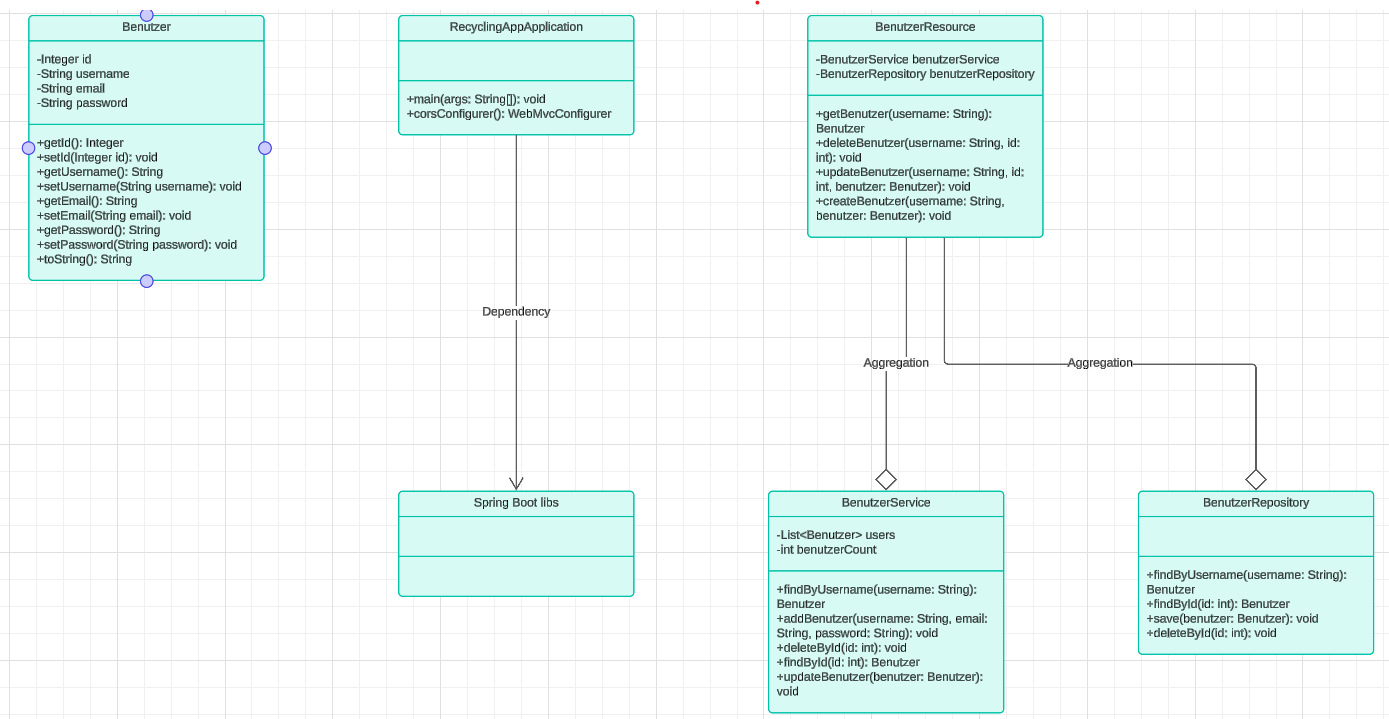 Benutzer
-Integer id
-String username
-String email
-String password
+getId(): Integer
+setId(Integer id): void
+getUsername(): String
+setUsername(String username): void
+getEmail(): String
+setEmail(String email): void
+getPassword(): String
+setPassword(String password): void
+toString(): String
RecyclingAppApplication
+main(args: String[]): void
+corsConfigurer(): WebMvcConfigurer
BenutzerResource
-BenutzerService benutzerService
-BenutzerRepository benutzerRepository
+getBenutzer(username: String):
Benutzer
+deleteBenutzer(username: String, id:
int): void
+updateBenutzer(username: String, id:
int, benutzer: Benutzer): void
+createBenutzer(username: String,
benutzer: Benutzer): void
Dependency
Aggregation
Aggregation
Spring Boot libs
BenutzerService
-List<Benutzer> users
-int benutzerCount
+findByUsername(username: String):
Benutzer
+addBenutzer(username: String, email:
String, password: String): void
+deleteById(id: int): void
+findById(id: int): Benutzer
+updateBenutzer(benutzer: Benutzer):
void
BenutzerRepository
+findByUsername(username: String):
Benutzer
+findById(id: int): Benutzer
+save(benutzer: Benutzer): void
+deleteById(id: int): void